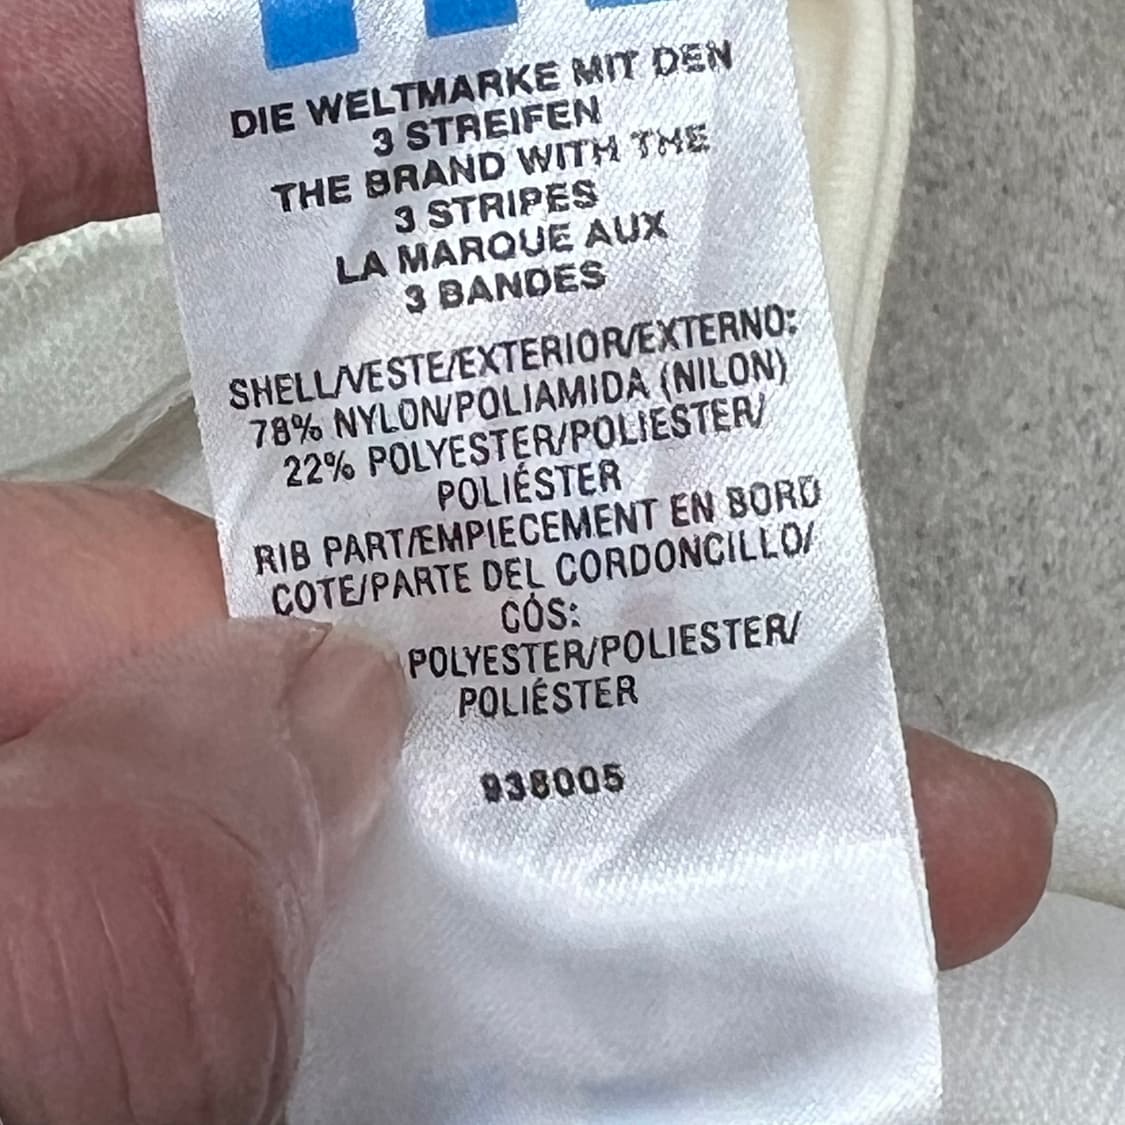 DIE WELTMARKE MIT DEN
3 STREIFEN
THE BRAND WITH THE
3 STRIPES
LA MARQUE AUX
3 BANDES
SHELL/VESTE/EXTERIOR/EXTERNO:
78% NYLON/POLIAMIDA (NILON)
22% POLYESTER/POLIESTER/
POLIÉSTER
RIB PART/EMPIECEMENT EN BORD
COTE/PARTE DEL CORDONCILLO/
CÓS:
POLYESTER/POLIESTER/
POLIÉSTER
938005